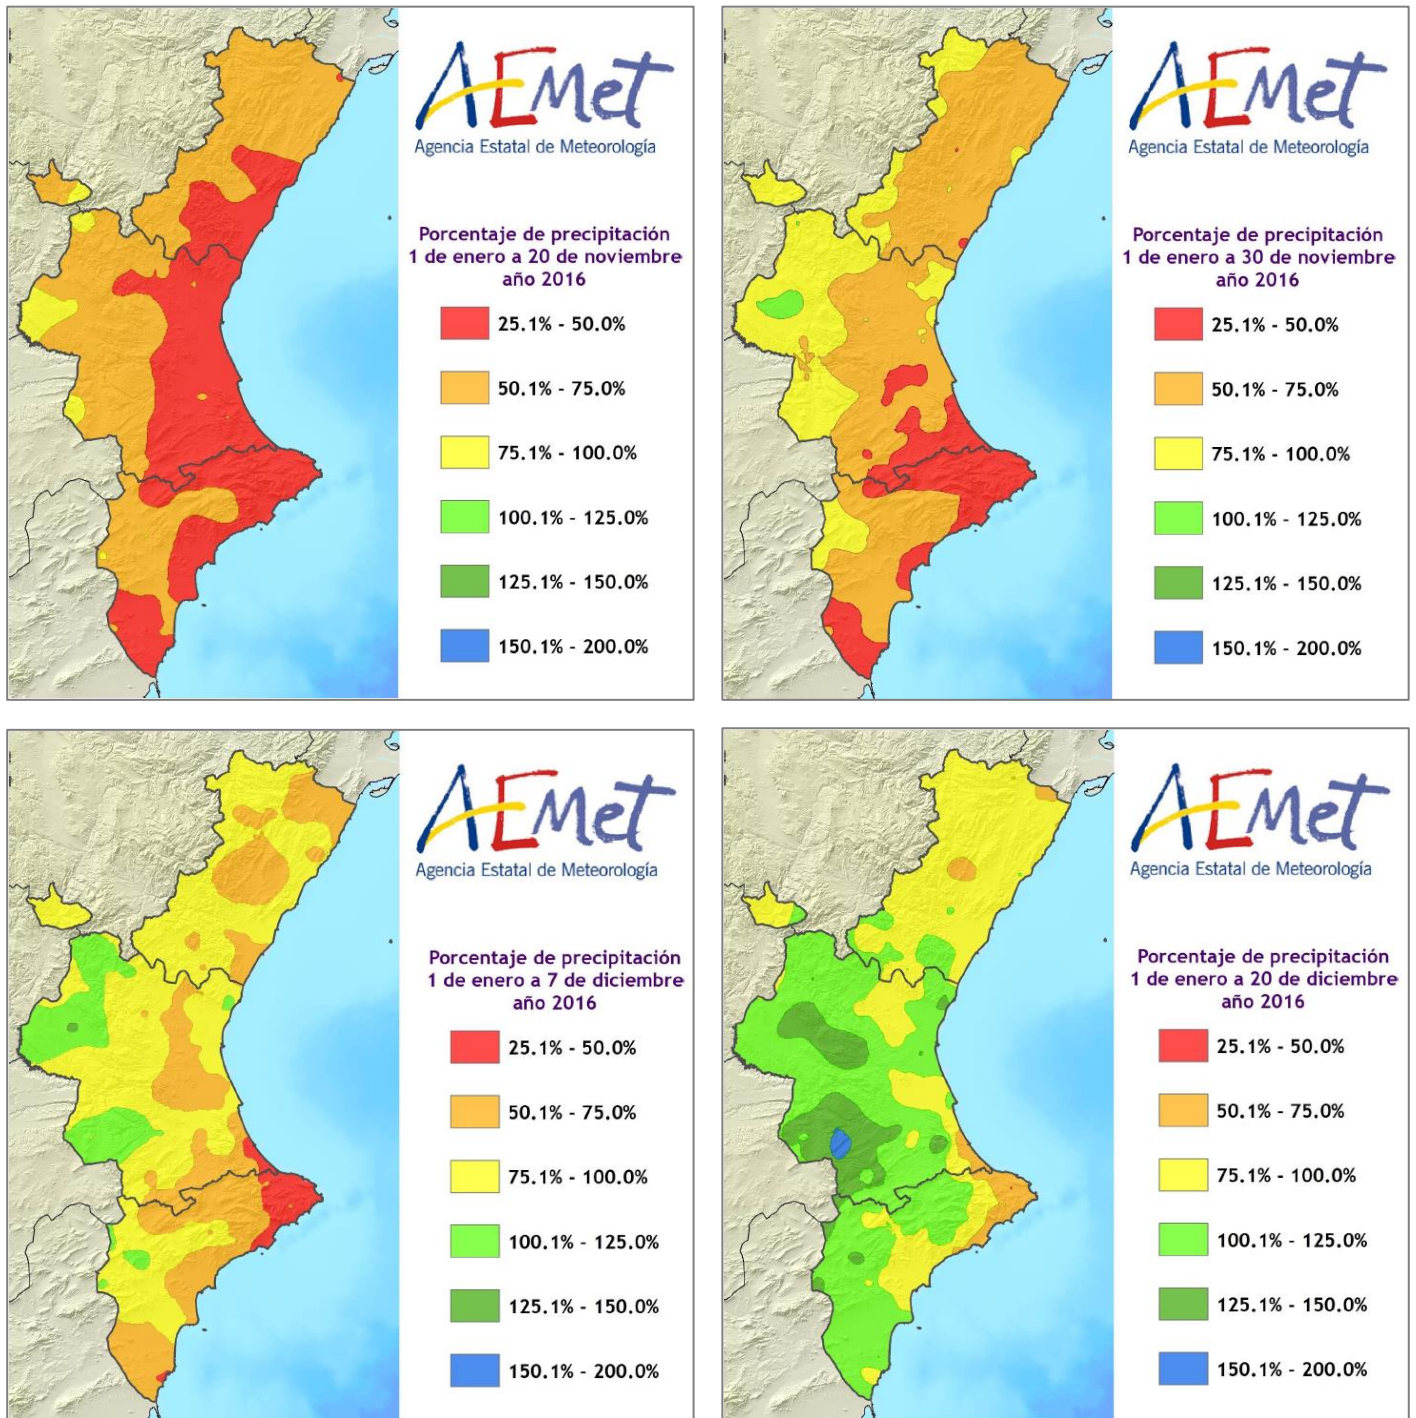 AEMet
Agencia Estatal de Meteorología
Porcentaje de precipitación
1 de enero a 20 de noviembre
año 2016
25.1% - 50.0%
50.1% - 75.0%
75.1% - 100.0%
100.1% - 125.0%
125.1% - 150.0%
150.1% - 200.0%
AEMet
Agencia Estatal de Meteorología
Porcentaje de precipitación
1 de enero a 30 de noviembre
año 2016
25.1% - 50.0%
50.1% - 75.0%
75.1% - 100.0%
100.1% - 125.0%
125.1% - 150.0%
150.1% - 200.0%
AEMet
Agencia Estatal de Meteorología
Porcentaje de precipitación
1 de enero a 7 de diciembre
año 2016
25.1% - 50.0%
50.1% - 75.0%
75.1% - 100.0%
100.1% - 125.0%
125.1% - 150.0%
150.1% - 200.0%
AEMet
Agencia Estatal de Meteorología
Porcentaje de precipitación
1 de enero a 20 de diciembre
año 2016
25.1% - 50.0%
50.1% - 75.0%
75.1% - 100.0%
100.1% - 125.0%
125.1% - 150.0%
150.1% - 200.0%